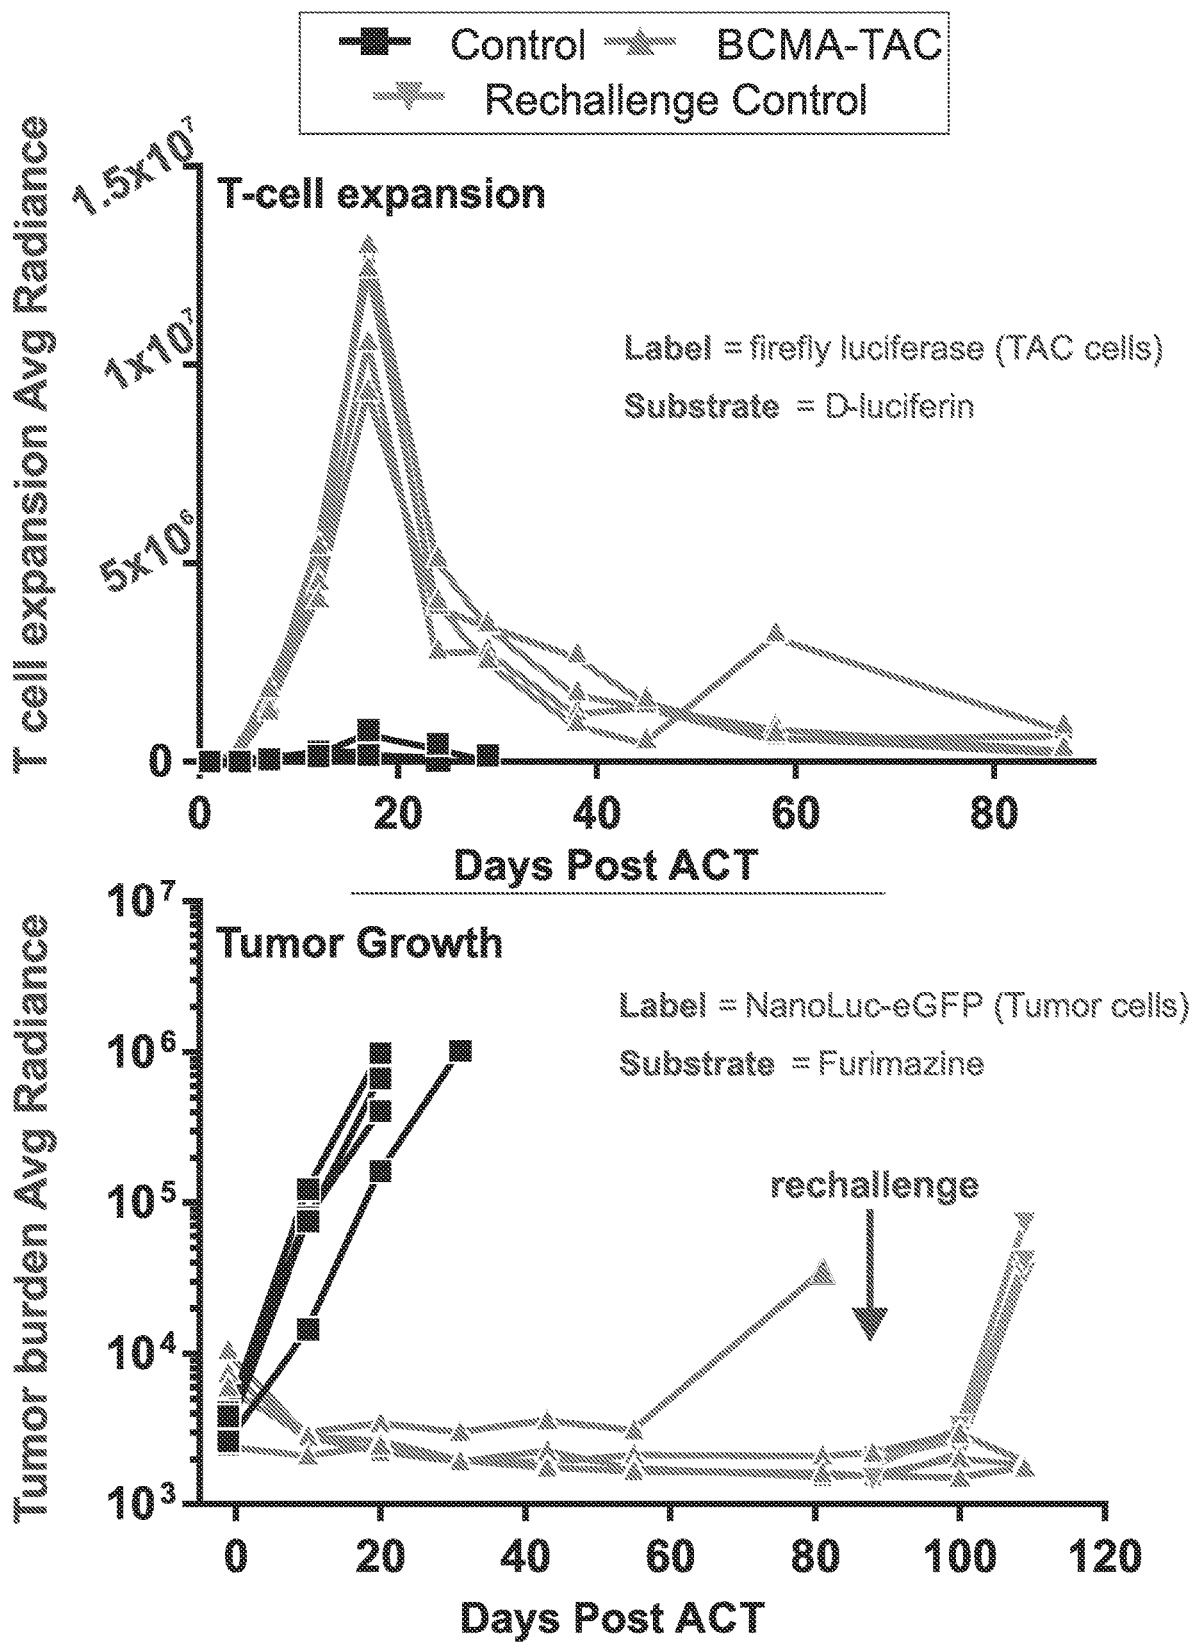 Control BCMA-TAC
Rechallenge Control
T cell expansion Avg Radiance
1.5x10⁷
1x10⁷
5x10⁶
0
T-cell expansion
Label = firefly luciferase (TAC cells)
Substrate = D-luciferin
0 20 40 60 80
Days Post ACT
Tumor burden Avg Radiance
10⁷
10⁶
10⁵
10⁴
10³
Tumor Growth
Label = NanoLuc-eGFP (Tumor cells)
Substrate = Furimazine
rechallenge
0 20 40 60 80 100 120
Days Post ACT